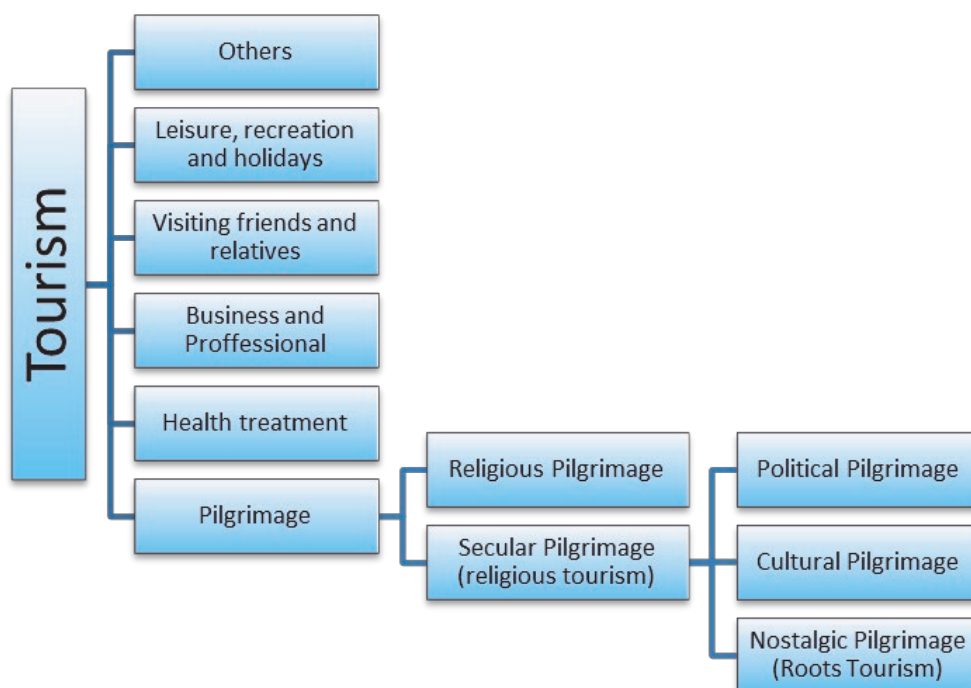 Tourism
Others
Leisure, recreation
and holidays
Visiting friends and
relatives
Business and
Proffessional
Health treatment
Pilgrimage
Religious Pilgrimage
Secular Pilgrimage
(religious tourism)
Political Pilgrimage
Cultural Pilgrimage
Nostalgic Pilgrimage
(Roots Tourism)